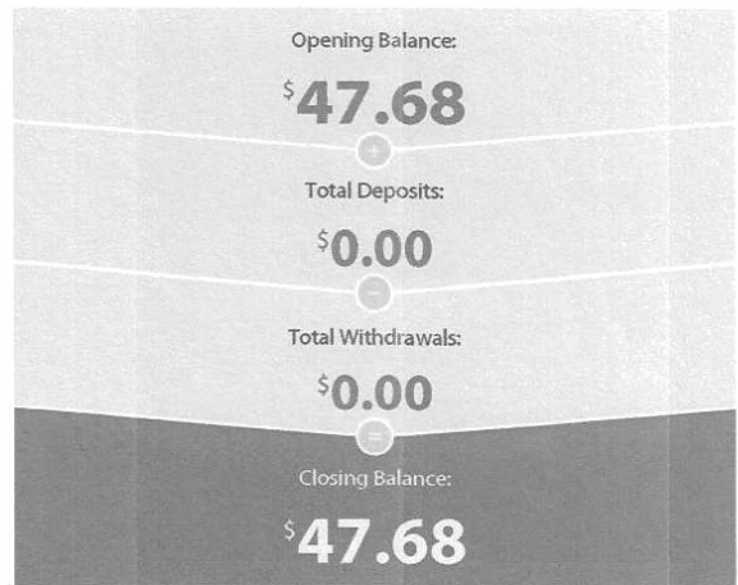 Opening Balance:
$47.68
+
Total Deposits:
$0.00
−
Total Withdrawals:
$0.00
=
Closing Balance:
$47.68